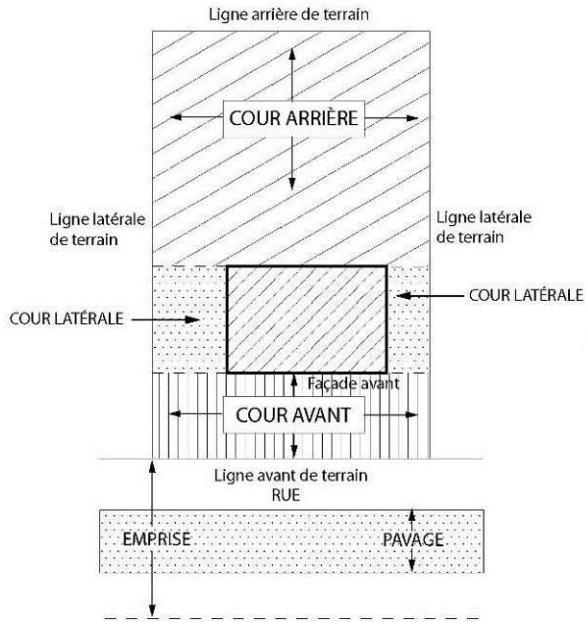 Ligne arrière de terrain
COUR ARRIÈRE
Ligne latérale
de terrain
Ligne latérale
de terrain
COUR LATÉRALE
COUR LATÉRALE
Façade avant
COUR AVANT
Ligne avant de terrain
RUE
EMPRISE
PAVAGE